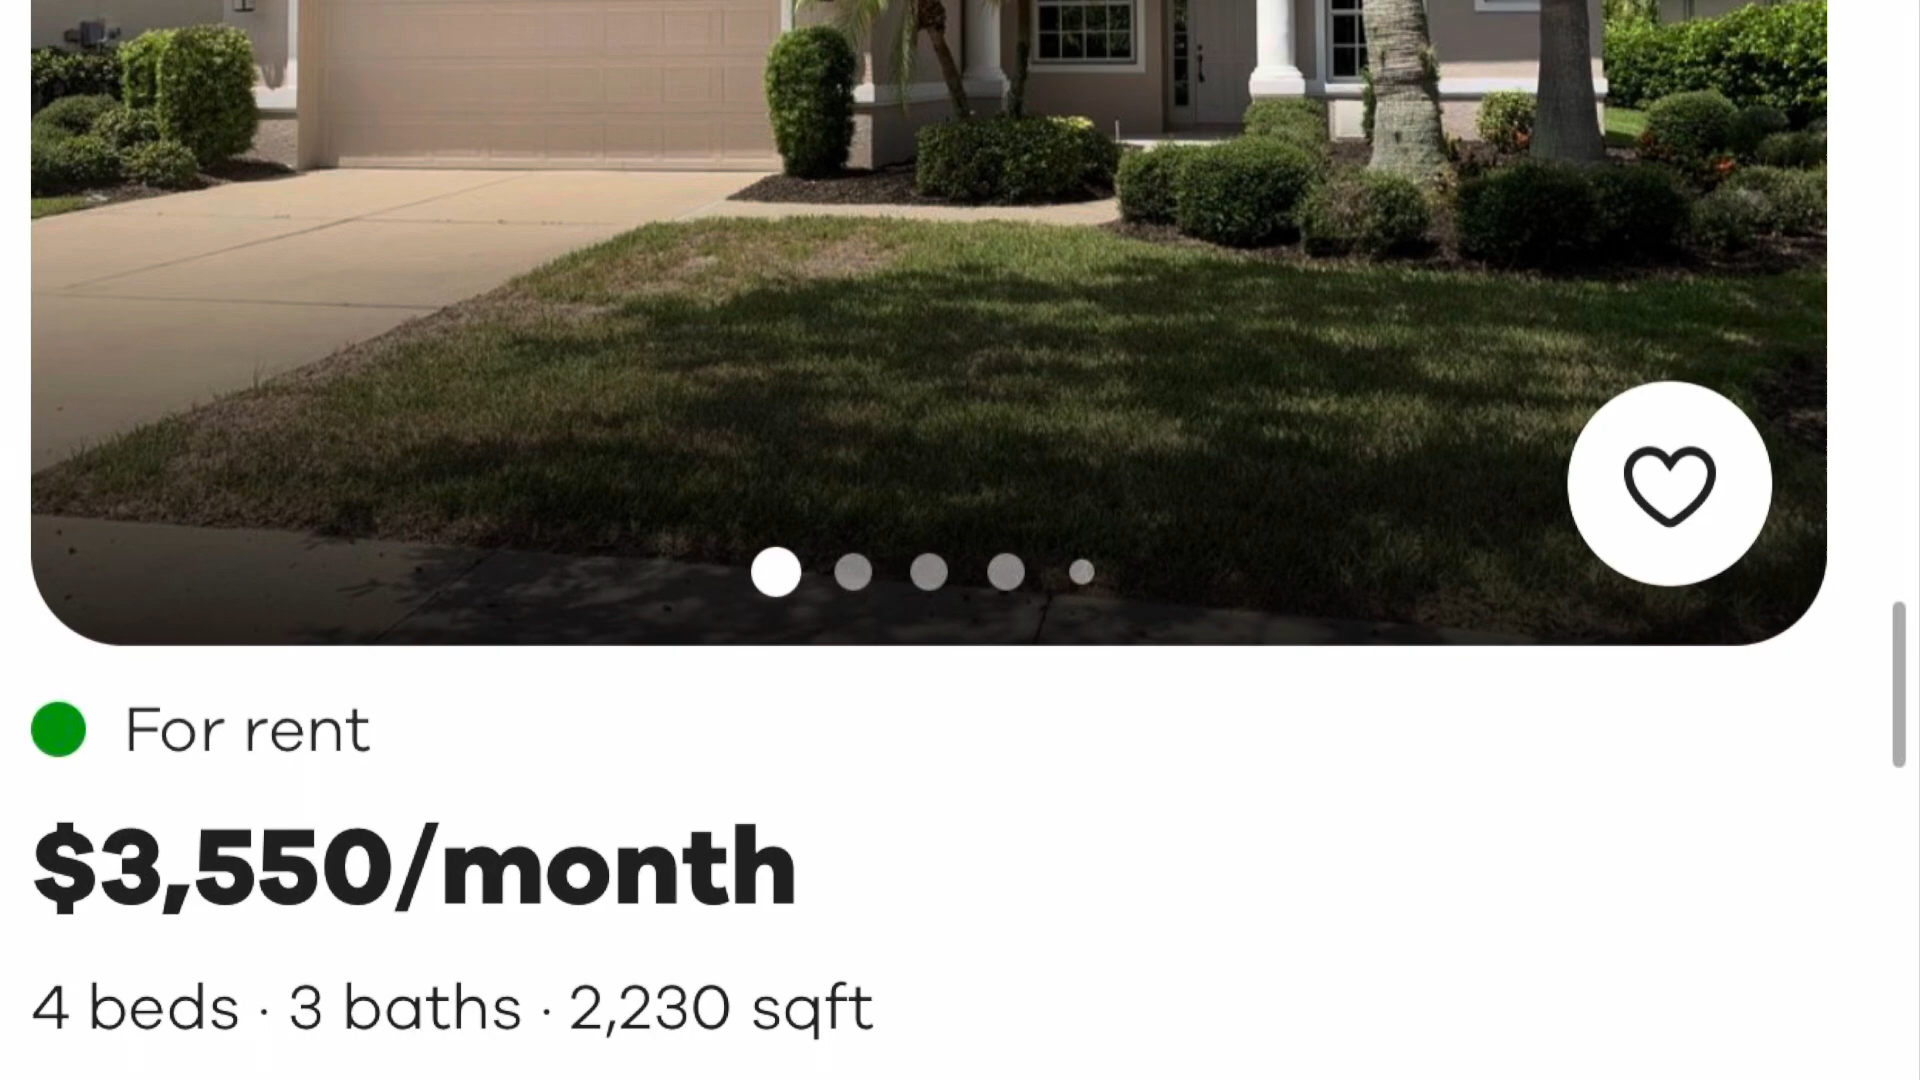 For rent
$3,550/month
4 beds · 3 baths · 2,230 sqft